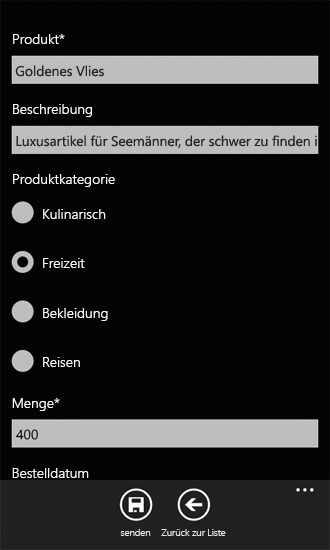 Produkt*
Goldenes Vlies
Beschreibung
Luxusartikel für Seemänner, der schwer zu finden i
Produktkategorie
Kulinarisch
Freizeit
Bekleidung
Reisen
Menge*
400
Bestelldatum
senden
Zurück zur Liste